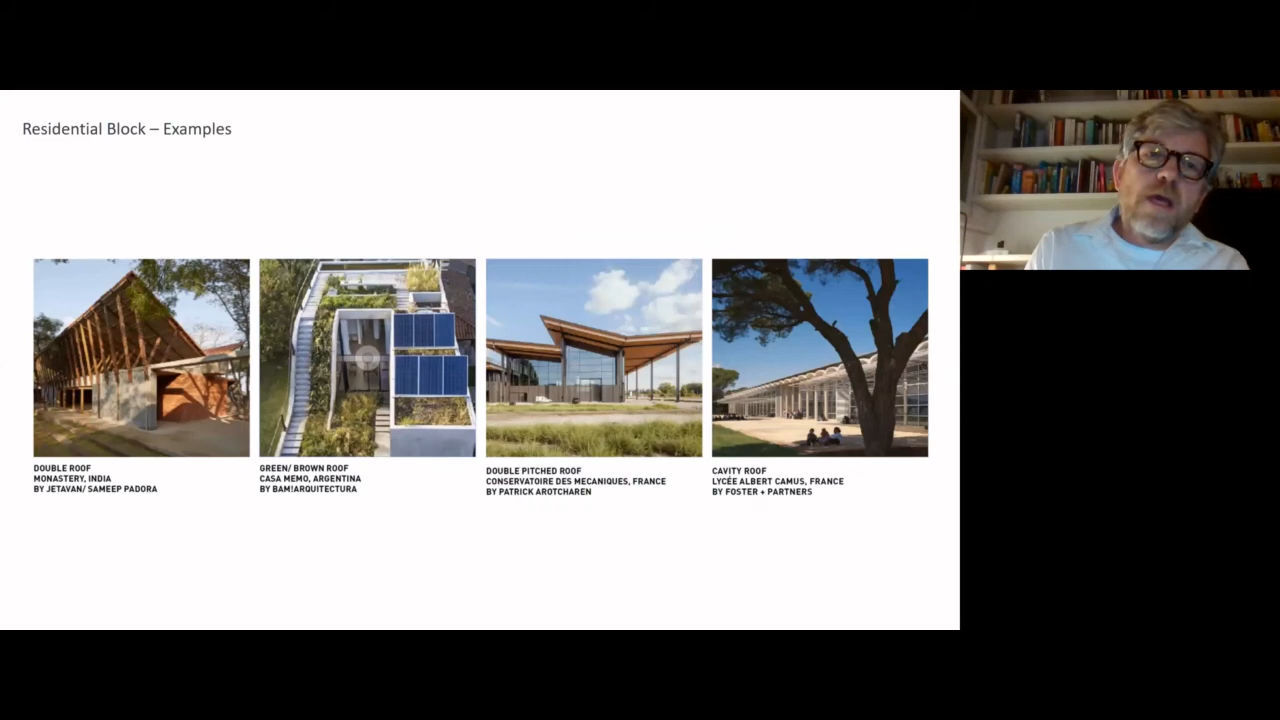 Residential Block – Examples
DOUBLE ROOF
MONASTERY, INDIA
BY JETAVAN/ SAMEEP PADORA
GREEN/ BROWN ROOF
CASA MEMO, ARGENTINA
BY BAM!ARQUITECTURA
DOUBLE PITCHED ROOF
CONSERVATOIRE DES MECANIQUES, FRANCE
BY PATRICK AROTCHAREN
CAVITY ROOF
LYCÉE ALBERT CAMUS, FRANCE
BY FOSTER + PARTNERS